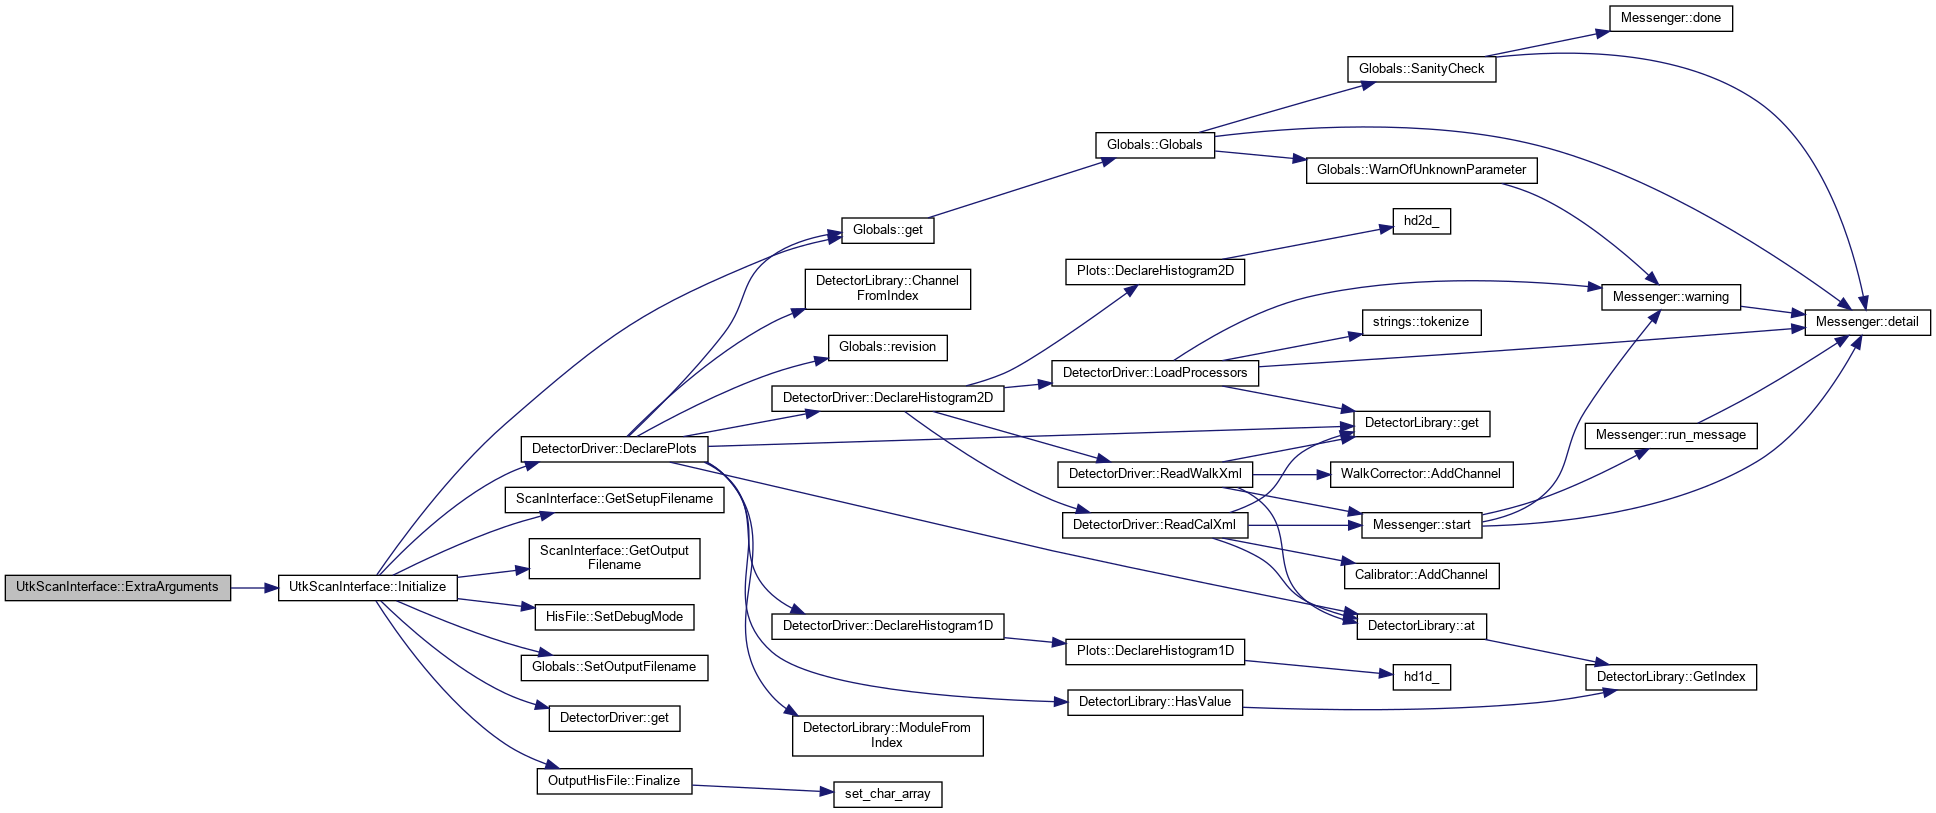 Messenger::done
Globals::SanityCheck
Globals::Globals
Globals::WarnOfUnknownParameter
hd2d_
Globals::get
Plots::DeclareHistogram2D
DetectorLibrary::Channel
FromIndex
Messenger::warning
strings::tokenize
Messenger::detail
Globals::revision
DetectorDriver::LoadProcessors
DetectorDriver::DeclareHistogram2D
DetectorLibrary::get
Messenger::run_message
DetectorDriver::DeclarePlots
DetectorDriver::ReadWalkXml
WalkCorrector::AddChannel
ScanInterface::GetSetupFilename
DetectorDriver::ReadCalXml
Messenger::start
ScanInterface::GetOutput
Filename
Calibrator::AddChannel
UtkScanInterface::ExtraArguments
UtkScanInterface::Initialize
HisFile::SetDebugMode
DetectorDriver::DeclareHistogram1D
DetectorLibrary::at
Plots::DeclareHistogram1D
Globals::SetOutputFilename
hd1d_
DetectorLibrary::GetIndex
DetectorLibrary::HasValue
DetectorDriver::get
DetectorLibrary::ModuleFrom
Index
OutputHisFile::Finalize
set_char_array